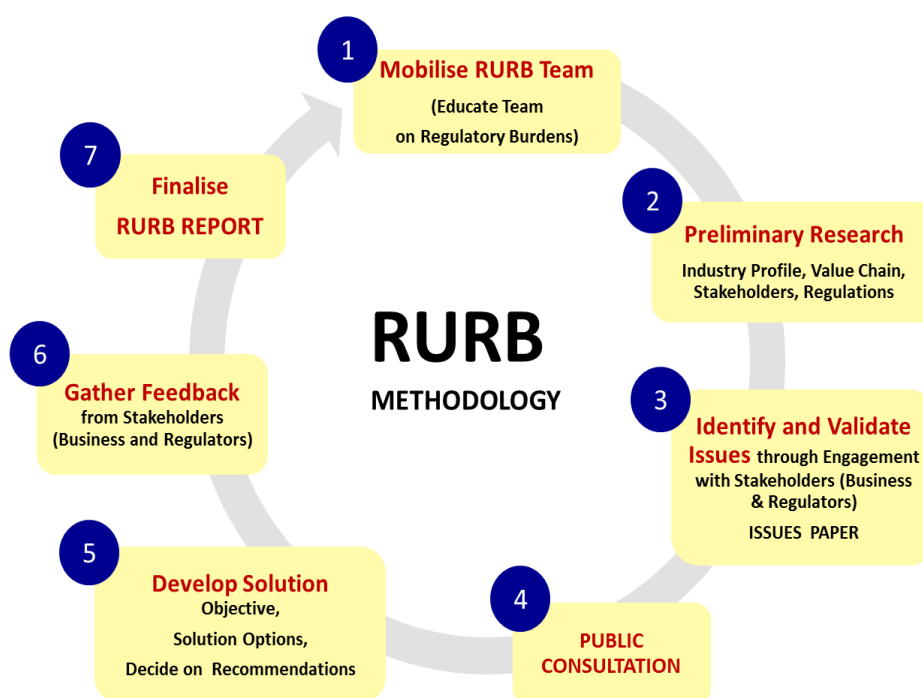 1
Mobilise RURB Team
(Educate Team
on Regulatory Burdens)
2
Preliminary Research
Industry Profile, Value Chain,
Stakeholders, Regulations
3
Identify and Validate
Issues through Engagement
with Stakeholders (Business
& Regulators)
ISSUES PAPER
4
PUBLIC
CONSULTATION
5
Develop Solution
Objective,
Solution Options,
Decide on Recommendations
6
Gather Feedback
from Stakeholders
(Business and Regulators)
7
Finalise
RURB REPORT
RURB
METHODOLOGY